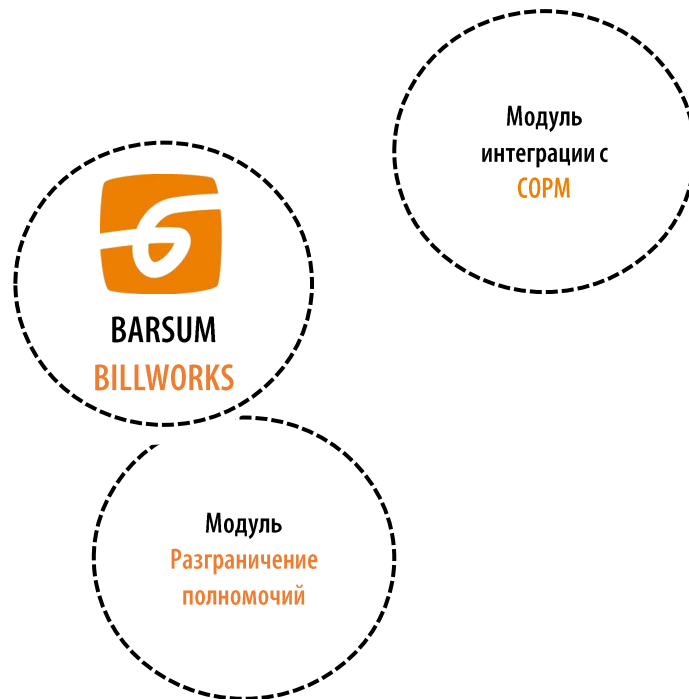 Модуль
интеграции с
СОРМ
BARSUM
BILLWORKS
Модуль
Разграничение
полномочий